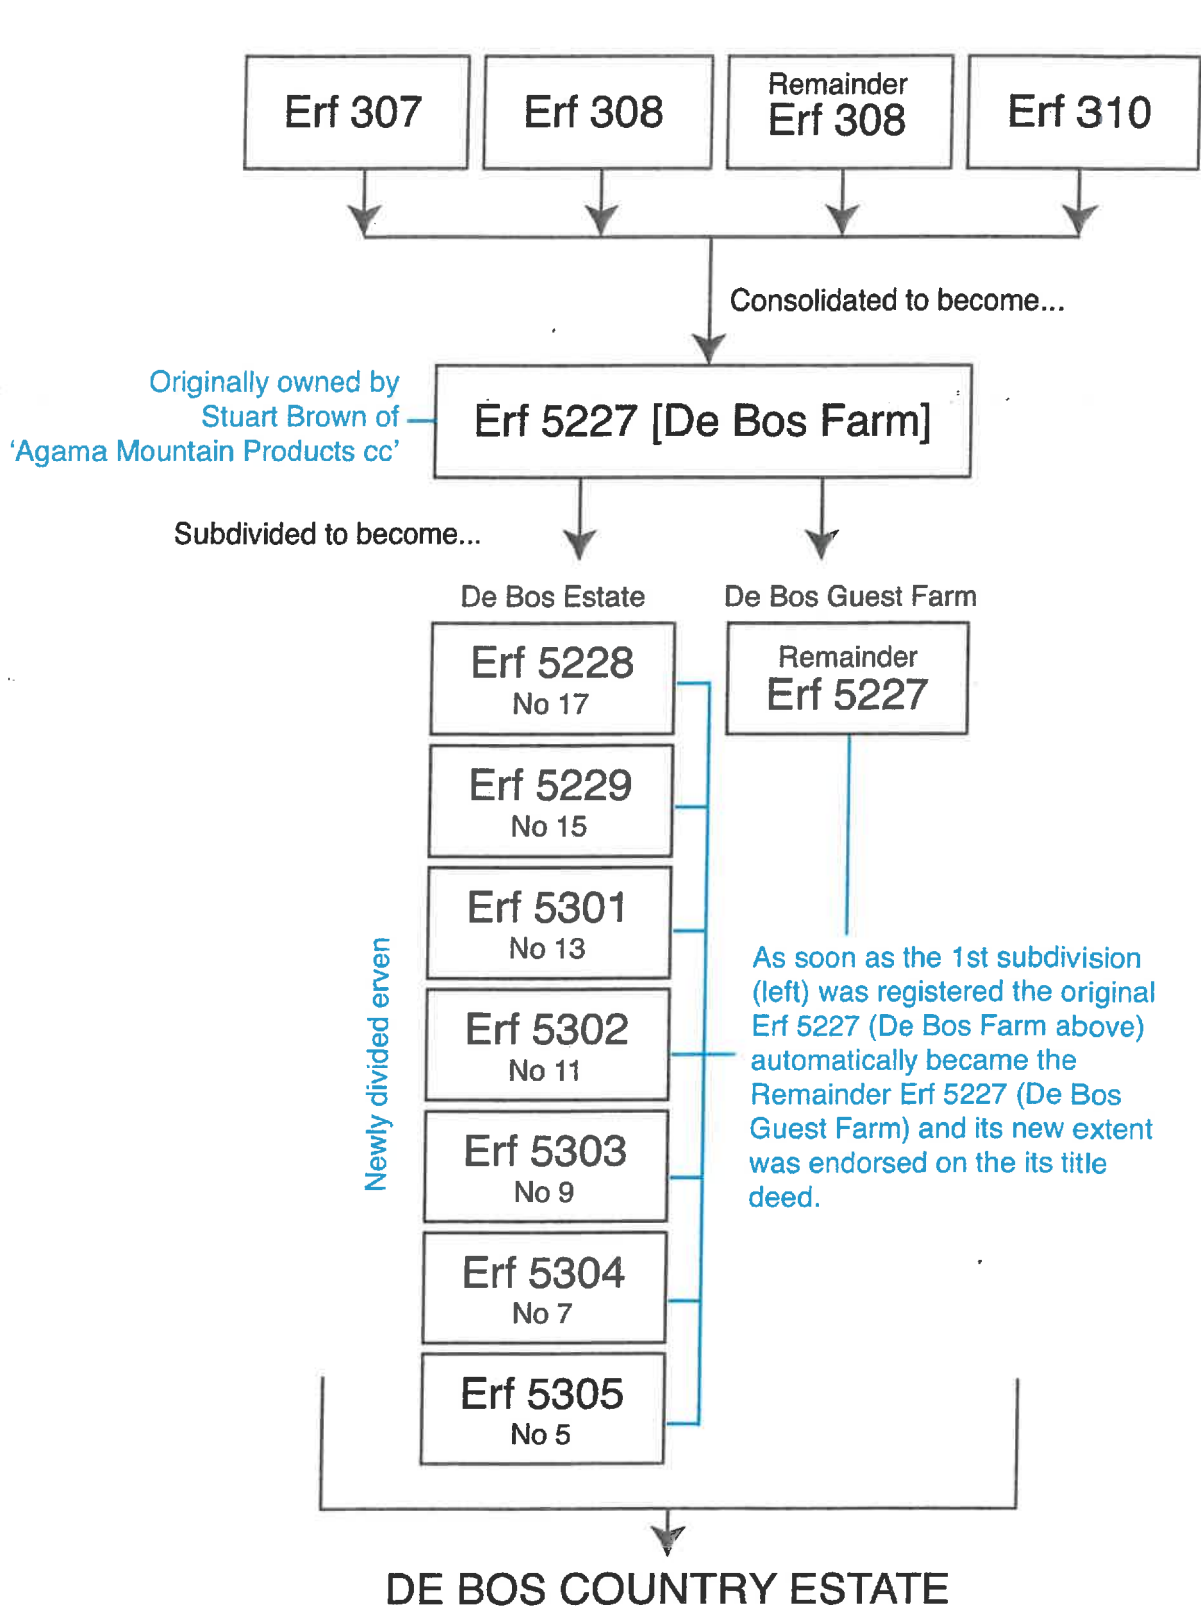 Erf 307
Erf 308
Remainder
Erf 308
Erf 310
Consolidated to become...
Originally owned by
Stuart Brown of
'Agama Mountain Products cc'
Erf 5227 [De Bos Farm]
Subdivided to become...
De Bos Estate
De Bos Guest Farm
Erf 5228
No 17
Remainder
Erf 5227
Erf 5229
No 15
Erf 5301
No 13
Erf 5302
No 11
Erf 5303
No 9
Erf 5304
No 7
Erf 5305
No 5
Newly divided erven
As soon as the 1st subdivision
(left) was registered the original
Erf 5227 (De Bos Farm above)
automatically became the
Remainder Erf 5227 (De Bos
Guest Farm) and its new extent
was endorsed on the its title
deed.
DE BOS COUNTRY ESTATE